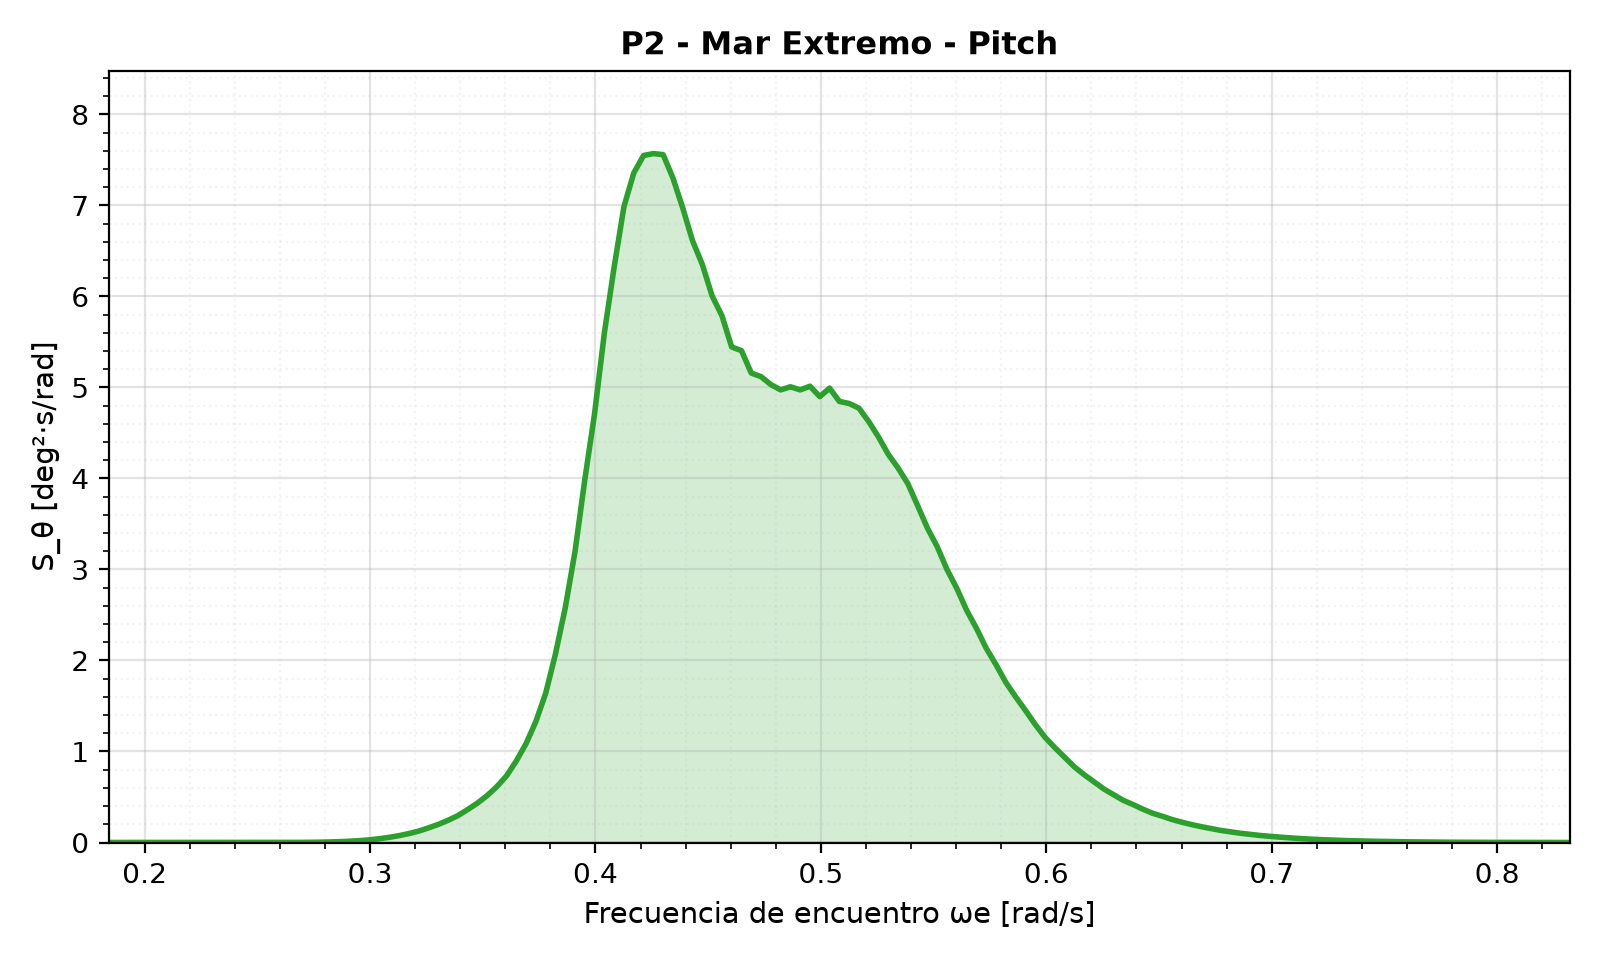 P2 - Mar Extremo - Pitch
S_θ [deg²·s/rad]
8
7
6
5
4
3
2
1
0
0.2 0.3 0.4 0.5 0.6 0.7 0.8
Frecuencia de encuentro ωe [rad/s]